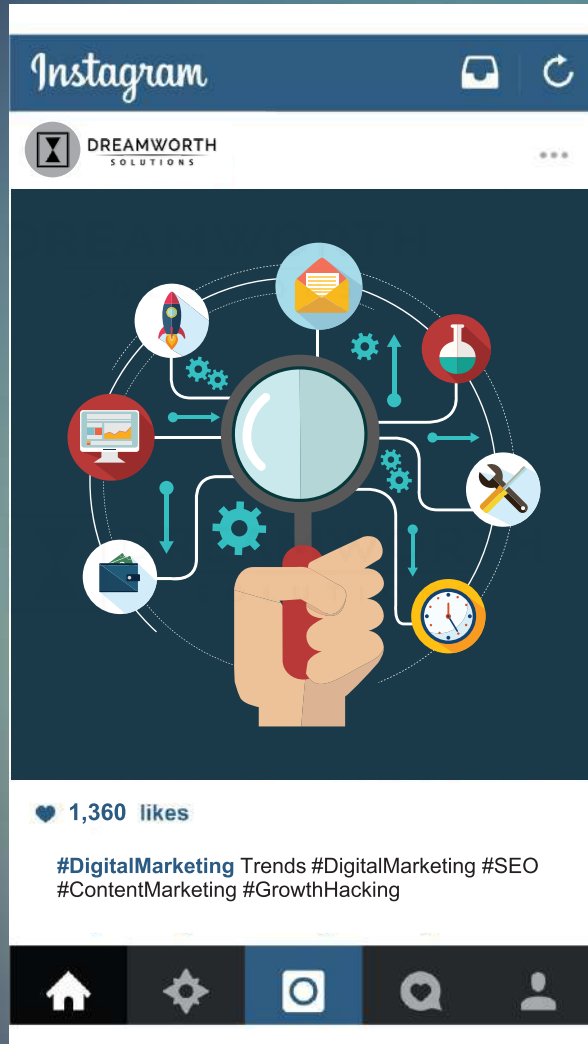 Instagram
DREAMWORTH
SOLUTIONS
1,360 likes
#DigitalMarketing Trends #DigitalMarketing #SEO
#ContentMarketing #GrowthHacking